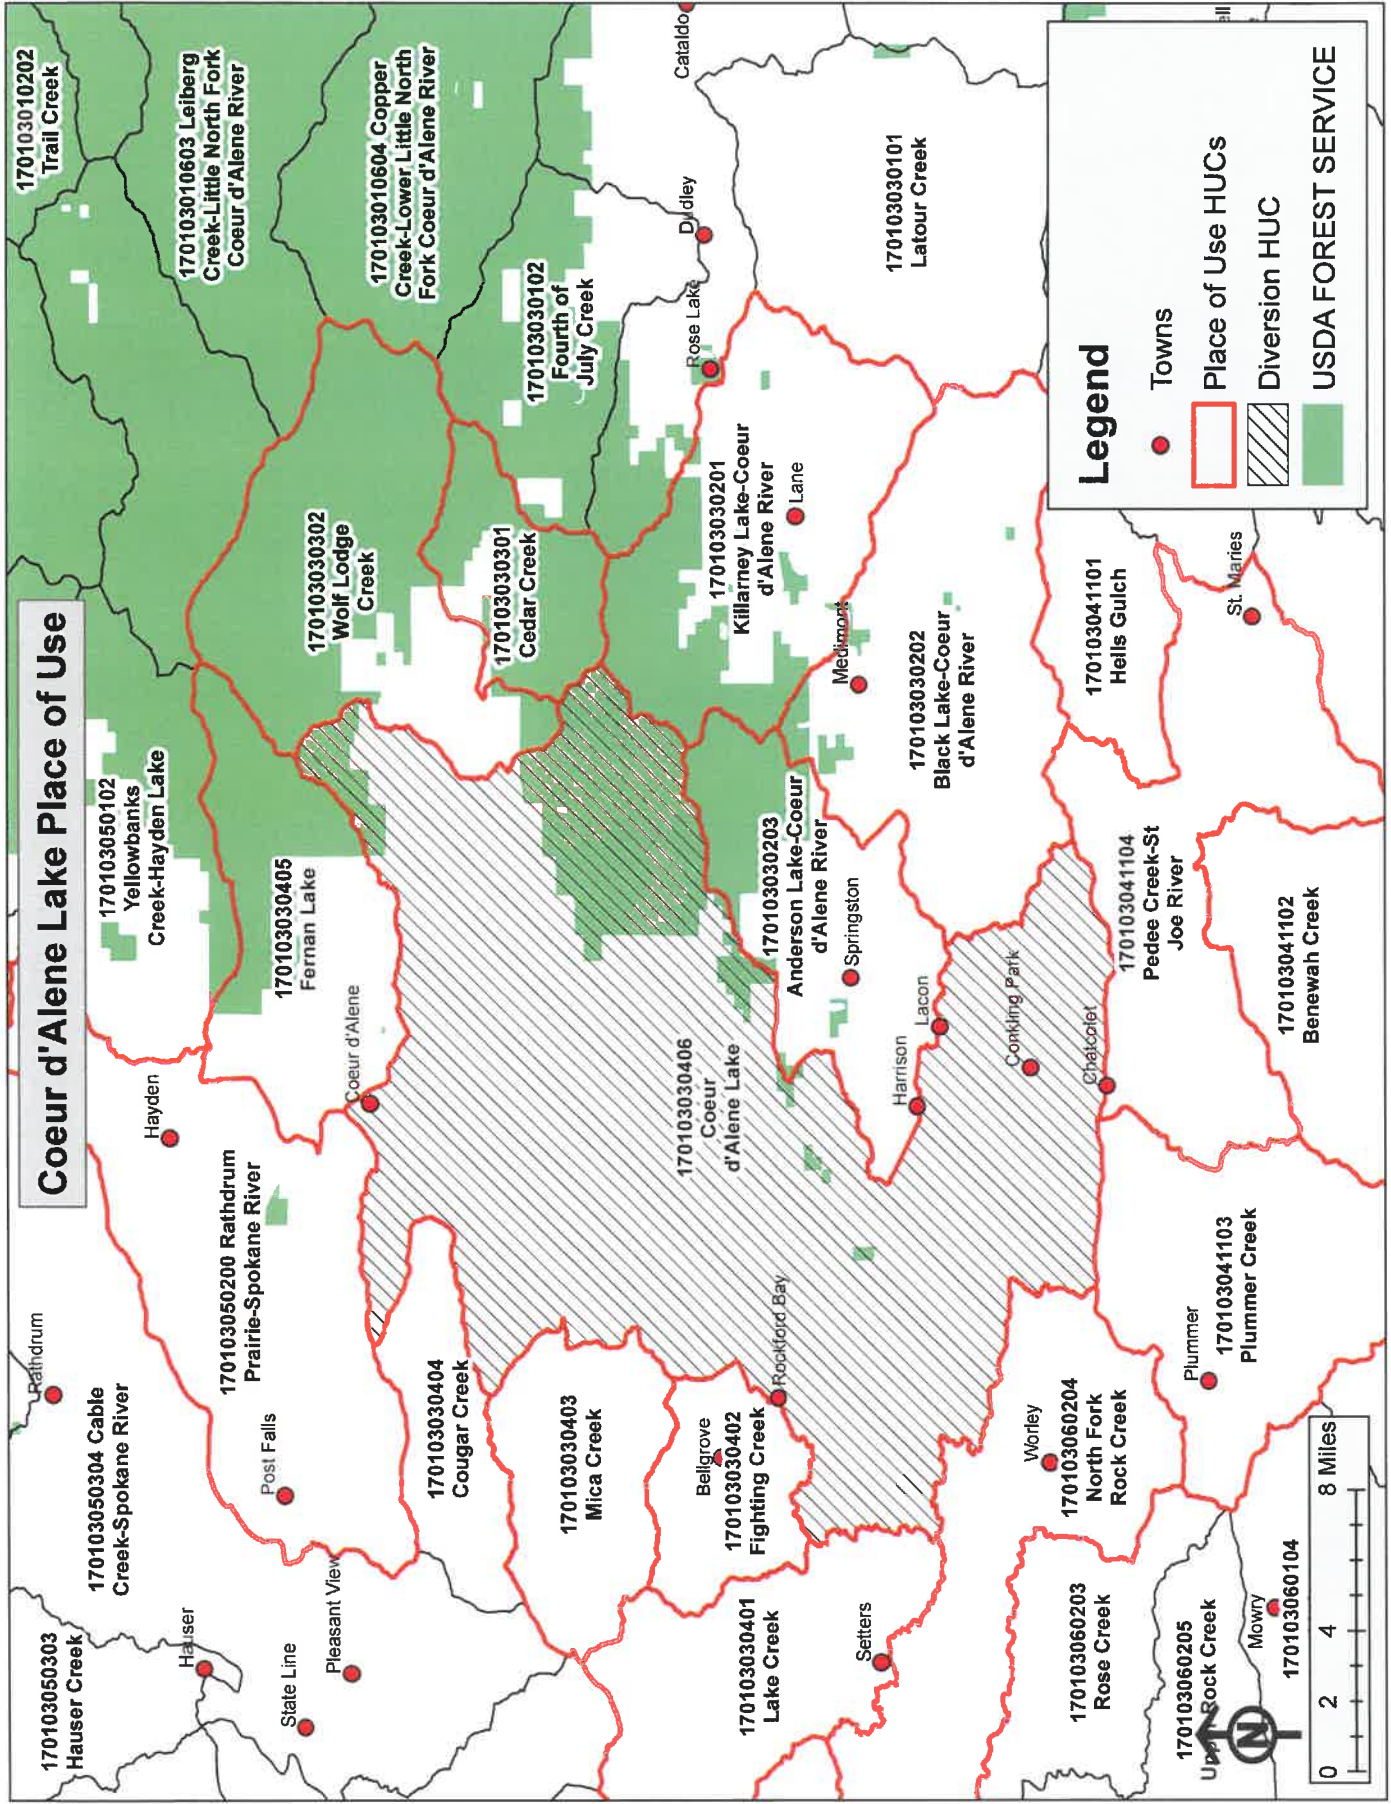 Coeur d'Alene Lake Place of Use
170103050303
Hauser Creek
170103050304 Cable
Creek-Spokane River
Rathdrum
Hauser
State Line
Pleasant View
Post Falls
170103050200 Rathdrum
Prairie-Spokane River
Hayden
170103050102
Yellowbanks
Creek-Hayden Lake
170103010202
Trail Creek
170103010603 Leiberg
Creek-Little North Fork
Coeur d'Alene River
170103010604 Copper
Creek-Lower Little North
Fork Coeur d'Alene River
170103030405
Fernan Lake
Coeur d'Alene
170103030302
Wolf Lodge
Creek
170103030301
Cedar Creek
170103030102
Fourth of
July Creek
Cataldo
Dudley
Rose Lake
170103030404
Cougar Creek
170103030403
Mica Creek
Bellgrove
170103030402
Fighting Creek
Rockford Bay
170103030406
Coeur
d'Alene Lake
170103030201
Killarney Lake-Coeur
d'Alene River
Lane
170103030101
Latour Creek
170103030401
Lake Creek
Setters
170103030203
Anderson Lake-Coeur
d'Alene River
Springston
Medimont
170103030202
Black Lake-Coeur
d'Alene River
Harrison
Lacon
Conkling Park
Chatcolet
Worley
170103060204
North Fork
Rock Creek
170103060203
Rose Creek
170103041104
Pedee Creek-St
Joe River
170103041101
Hells Gulch
St. Maries
Plummer
170103041103
Plummer Creek
170103041102
Benewah Creek
170103060205
Upper Rock Creek
Mowry
170103060104
N
0 2 4 8 Miles
Legend
Towns
Place of Use HUCs
Diversion HUC
USDA FOREST SERVICE